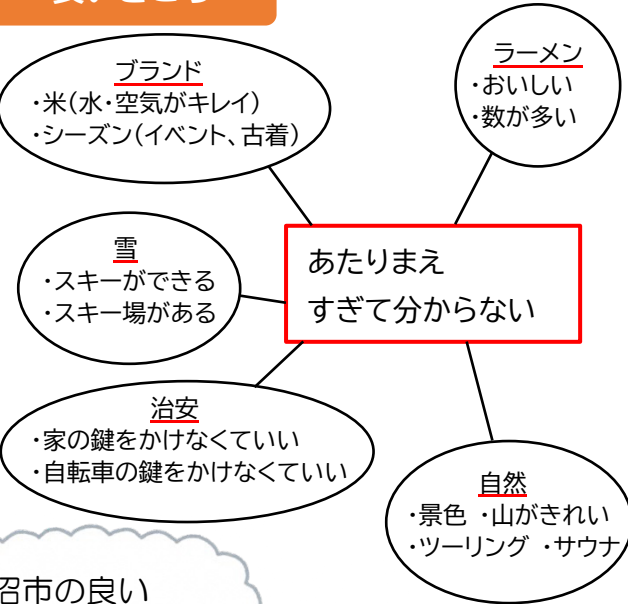 ブランド
・米(水・空気がキレイ)
・シーズン(イベント、古着)
ラーメン
・おいしい
・数が多い
雪
・スキーができる
・スキー場がある
あたりまえ
すぎて分からない
治安
・家の鍵をかけなくていい
・自転車の鍵をかけなくていい
自然
・景色 ・山がきれい
・ツーリング ・サウナ
沼市の良い